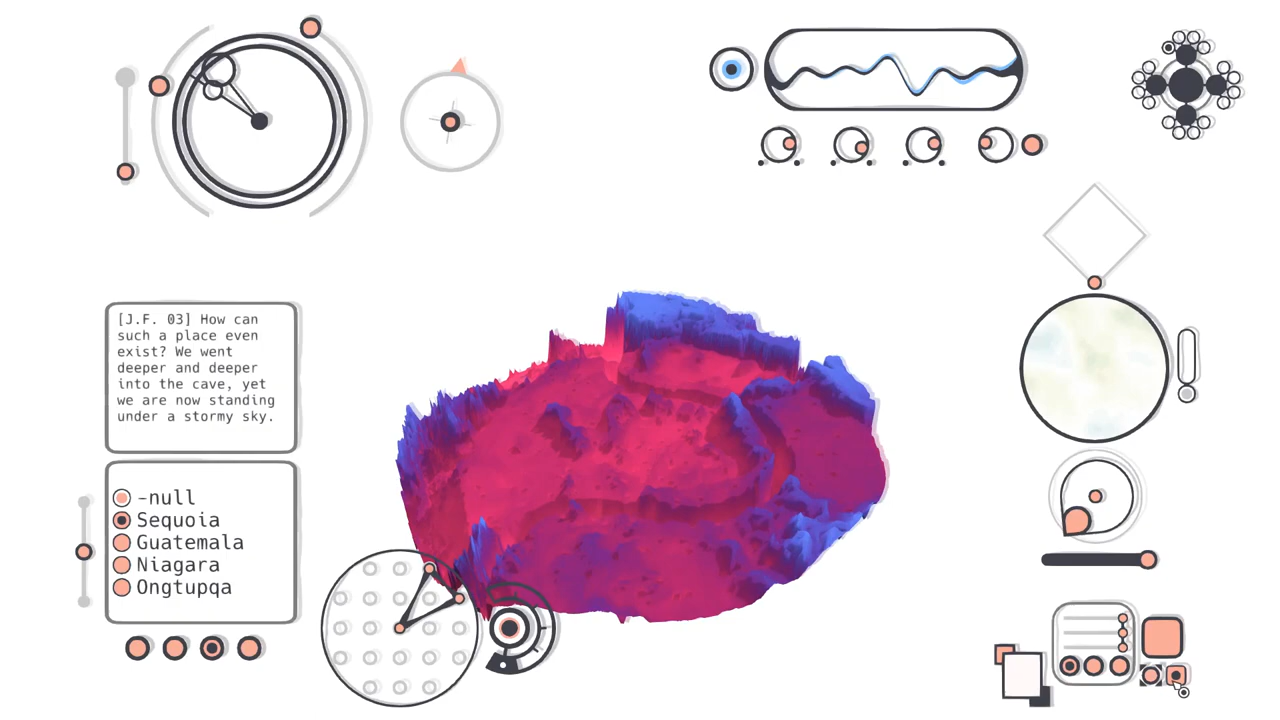 [J.F. 03] How can
such a place even
exist? We went
deeper and deeper
into the cave, yet
we are now standing
under a stormy sky.
-null
Sequoia
Guatemala
Niagara
Ongtupqa